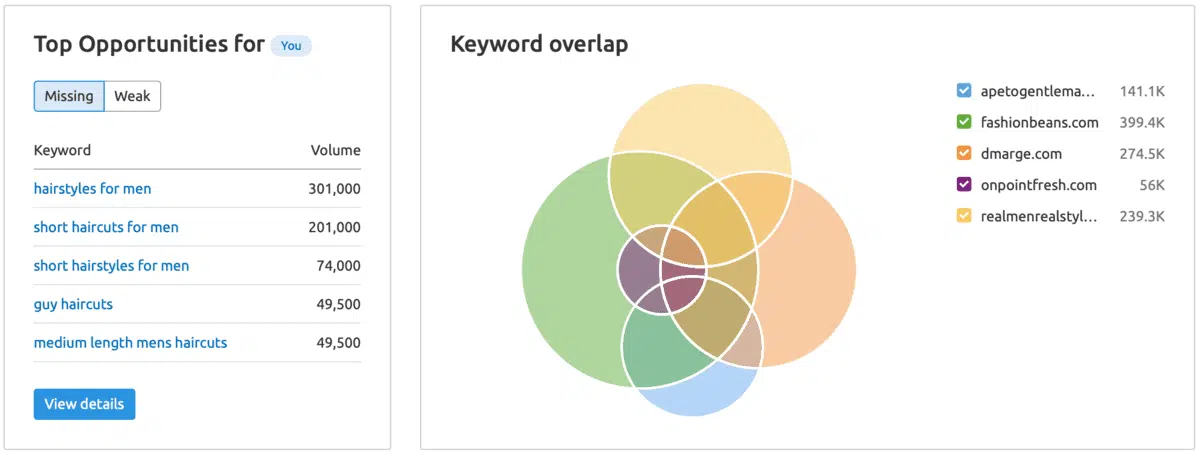 Top Opportunities for You
Missing Weak
Keyword Volume
hairstyles for men 301,000
short haircuts for men 201,000
short hairstyles for men 74,000
guy haircuts 49,500
medium length mens haircuts 49,500
View details
Keyword overlap
apetogentlema... 141.1K
fashionbeans.com 399.4K
dmarge.com 274.5K
onpointfresh.com 56K
realmenrealstyl... 239.3K